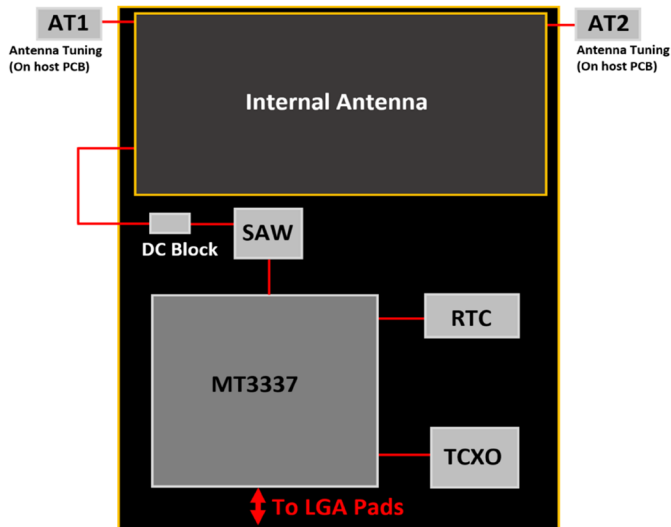 AT1
Antenna Tuning
(On host PCB)
AT2
Antenna Tuning
(On host PCB)
Internal Antenna
DC Block
SAW
MT3337
RTC
TCXO
To LGA Pads